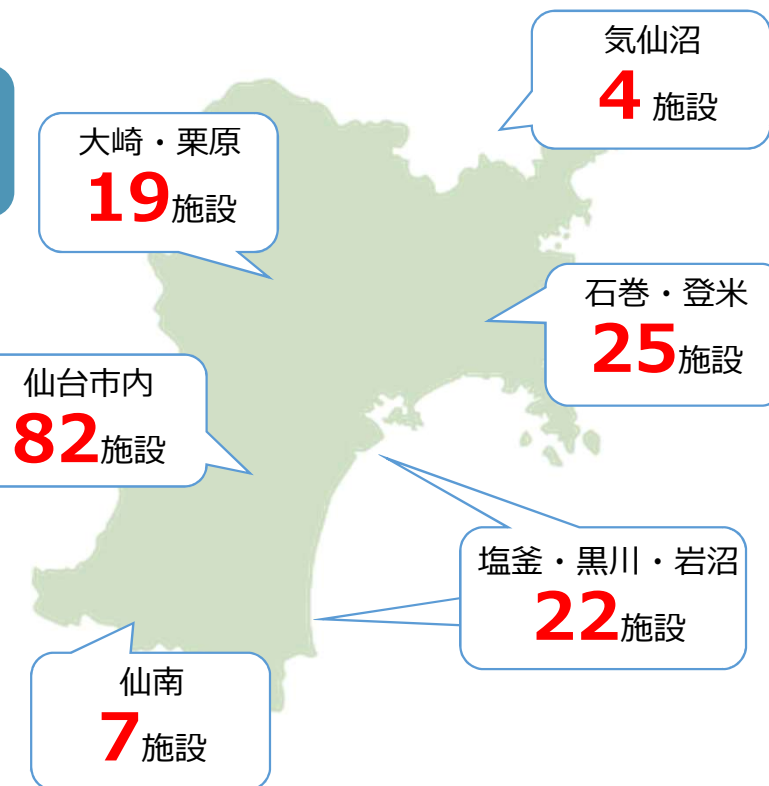 気仙沼
4 施設
大崎・栗原
19施設
石巻・登米
25施設
仙台市内
82施設
塩釜・黒川・岩沼
22施設
仙南
7施設